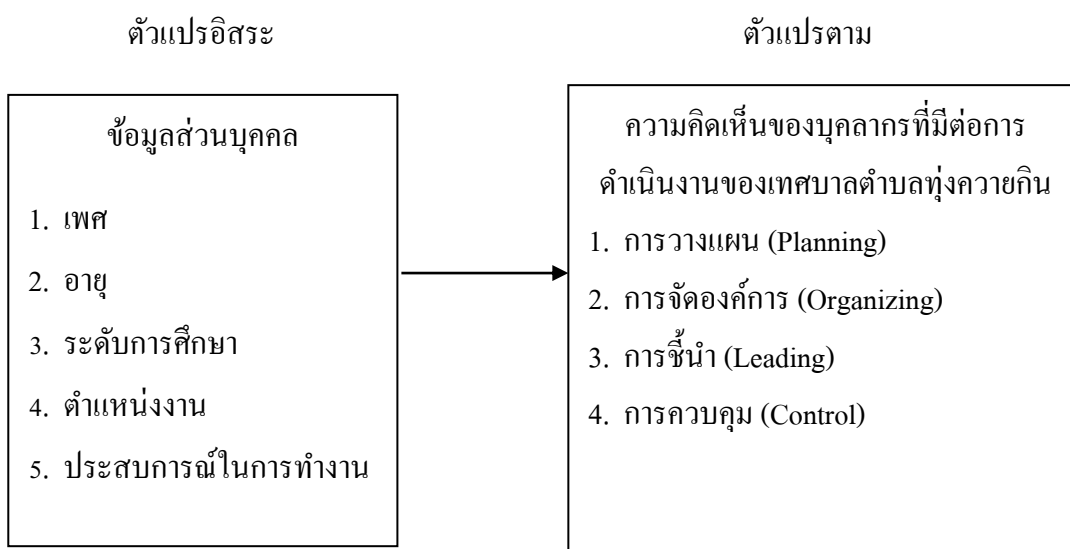 ตัวแปรอิสระ
ตัวแปรตาม
ข้อมูลส่วนบุคคล
1. เพศ
2. อายุ
3. ระดับการศึกษา
4. ตำแหน่งงาน
5. ประสบการณ์ในการทำงาน
ความคิดเห็นของบุคลากรที่มีต่อการ
ดำเนินงานของเทศบาลตำบลทุ่งควายกิน
1. การวางแผน (Planning)
2. การจัดองค์การ (Organizing)
3. การชี้นำ (Leading)
4. การควบคุม (Control)